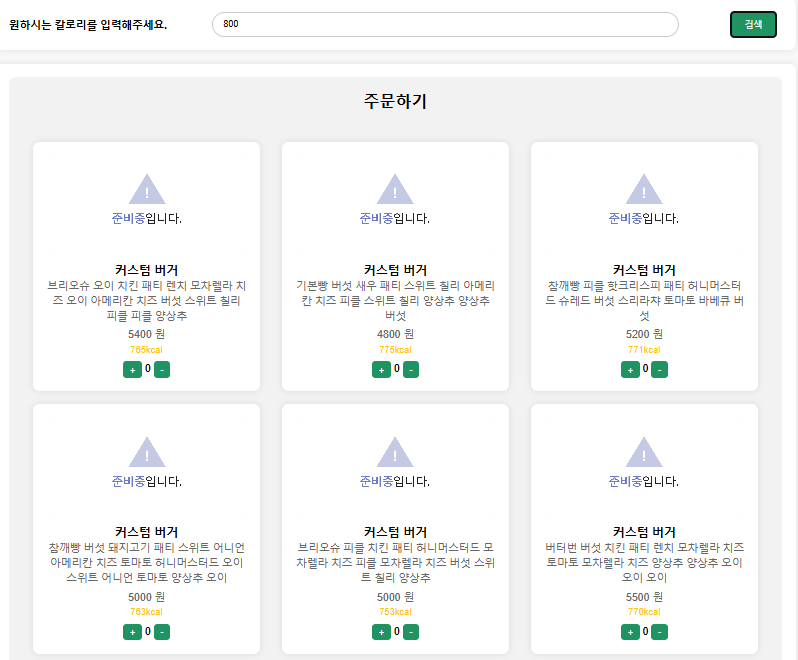 원하시는 칼로리를 입력해주세요.
800
검색
주문하기
준비중입니다.
커스텀 버거
브리오슈 오이 치킨 패티 렌치 모차렐라 치
즈 오이 아메리칸 치즈 버섯 스위트 칠리
피클 피클 양상추
5400 원
765kcal
+ 0 -
준비중입니다.
커스텀 버거
기본빵 버섯 새우 패티 스위트 칠리 아메리
칸 치즈 피클 스위트 칠리 양상추 양상추
버섯
4800 원
775kcal
+ 0 -
준비중입니다.
커스텀 버거
참깨빵 피클 핫크리스피 패티 허니머스터
드 슈레드 버섯 스리라챠 토마토 바베큐 버
섯
5200 원
771kcal
+ 0 -
준비중입니다.
커스텀 버거
참깨빵 버섯 돼지고기 패티 스위트 어니언
아메리칸 치즈 토마토 허니머스터드 오이
스위트 어니언 토마토 양상추 오이
5000 원
763kcal
+ 0 -
준비중입니다.
커스텀 버거
브리오슈 피클 치킨 패티 허니머스터드 모
차렐라 치즈 피클 모차렐라 치즈 버섯 스위
트 칠리 양상추
5000 원
753kcal
+ 0 -
준비중입니다.
커스텀 버거
버터번 버섯 치킨 패티 렌치 모차렐라 치즈
토마토 모차렐라 치즈 양상추 양상추 오이
오이 오이
5500 원
770kcal
+ 0 -